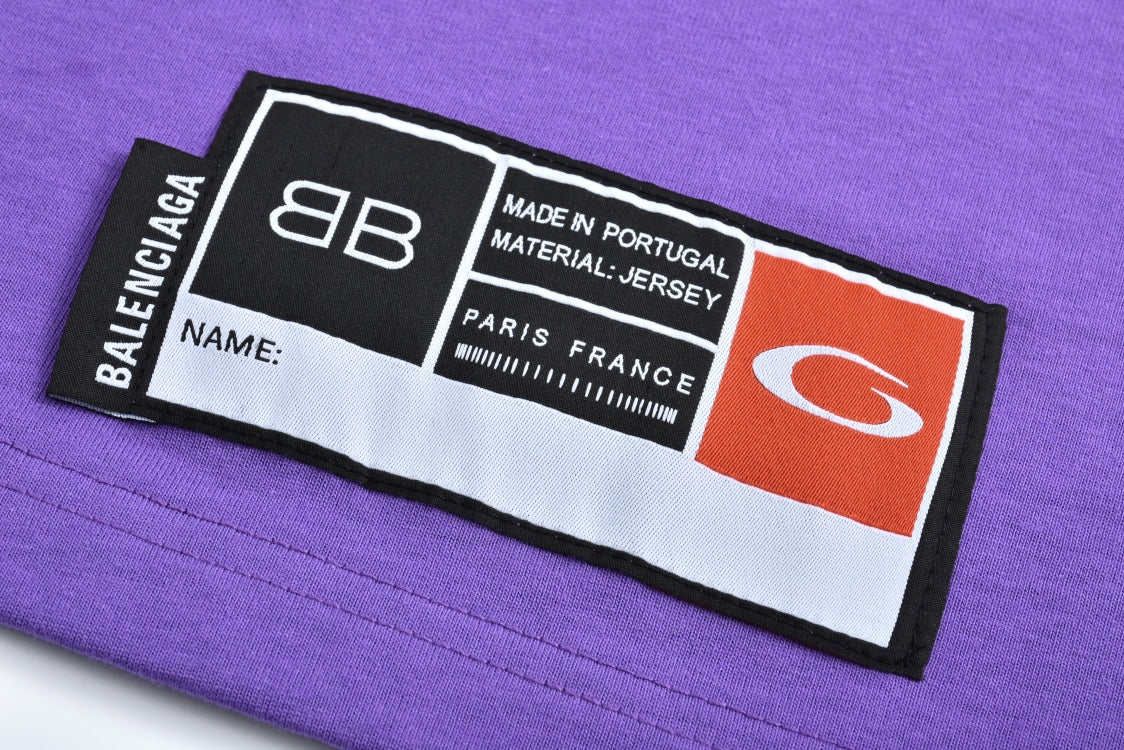 BALENCIAGA
BB
MADE IN PORTUGAL
MATERIAL: JERSEY
PARIS FRANCE
G
NAME: